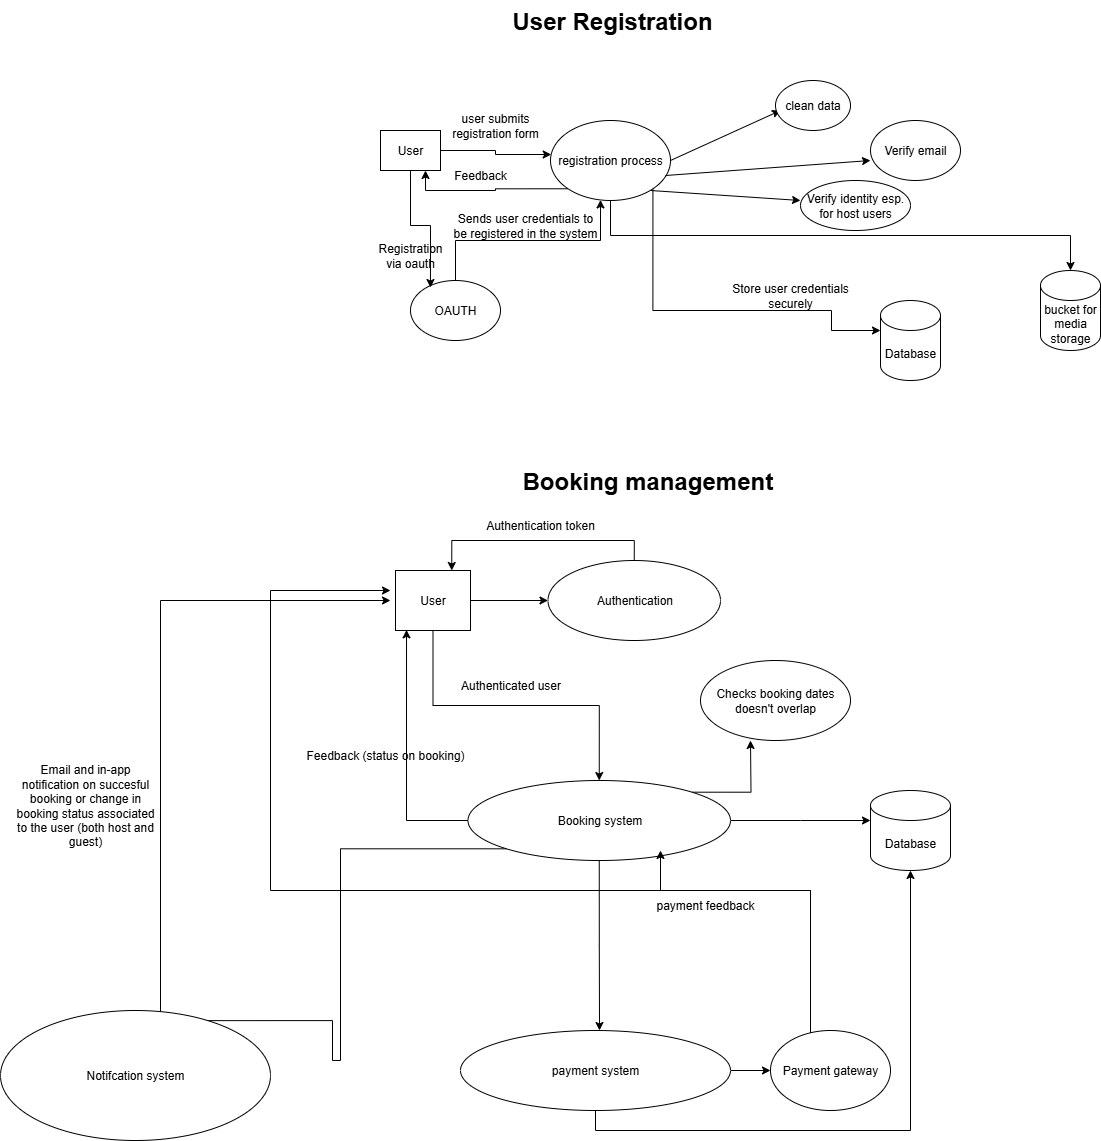 User Registration
clean data
user submits
registration form
User
registration process
Verify email
Feedback
Verify identity esp.
for host users
Sends user credentials to
be registered in the system
Registration
via oauth
OAUTH
Store user credentials
securely
Database
bucket for
media
storage
Booking management
Authentication token
User
Authentication
Authenticated user
Checks booking dates
doesn't overlap
Feedback (status on booking)
Email and in-app
notification on succesful
booking or change in
booking status associated
to the user (both host and
guest)
Booking system
Database
payment feedback
Notifcation system
payment system
Payment gateway